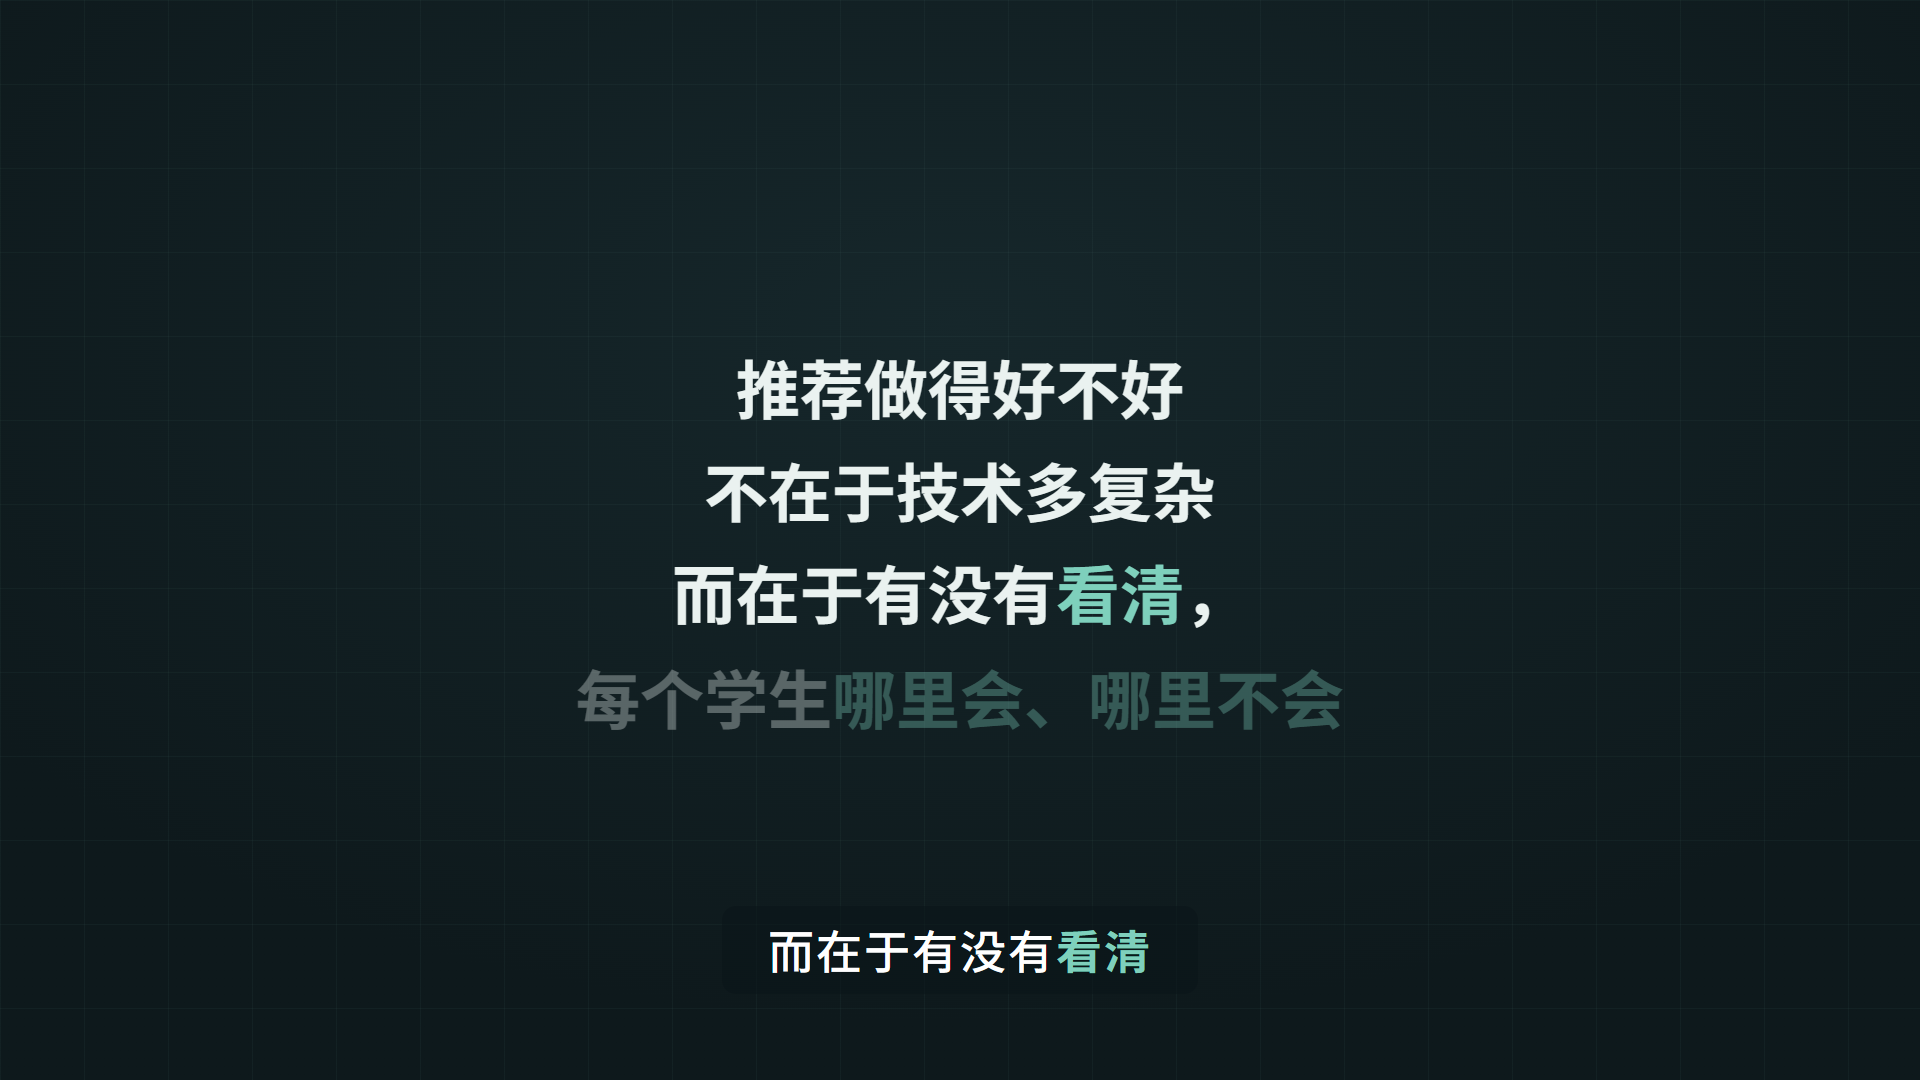 推荐做得好不好
不在于技术多复杂
而在于有没有看清，
每个学生哪里会、哪里不会
而在于有没有看清